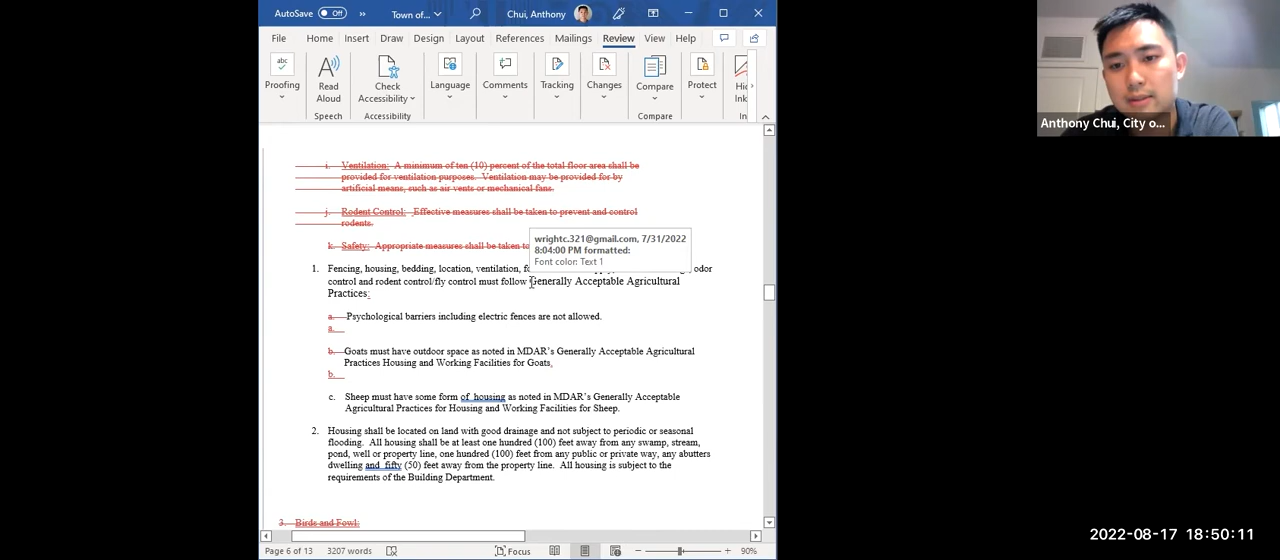 AutoSave Off » Town of... Chui, Anthony
File Home Insert Draw Design Layout References Mailings Review View Help
Proofing Read Aloud Check Accessibility Language Comments Tracking Changes Compare Protect Hi Ink
Speech Accessibility Compare In
i. Ventilation: A minimum of ten (10) percent of the total floor area shall be
provided for ventilation purposes. Ventilation may be provided for by
artificial means, such as air vents or mechanical fans.
j. Rodent Control: Effective measures shall be taken to prevent and control
rodents.
k. Safety: Appropriate measures shall be taken to
wrightc.321@gmail.com, 7/31/2022
8:04:00 PM formatted:
Font color: Text 1
1. Fencing, housing, bedding, location, ventilation, odor
control and rodent control/fly control must follow Generally Acceptable Agricultural
Practices:
a. Psychological barriers including electric fences are not allowed.
a.
b. Goats must have outdoor space as noted in MDAR's Generally Acceptable Agricultural
Practices Housing and Working Facilities for Goats.
b.
c. Sheep must have some form of housing as noted in MDAR's Generally Acceptable
Agricultural Practices for Housing and Working Facilities for Sheep.
2. Housing shall be located on land with good drainage and not subject to periodic or seasonal
flooding. All housing shall be at least one hundred (100) feet away from any swamp, stream,
pond, well or property line, one hundred (100) feet from any public or private way, any abutters
dwelling and fifty (50) feet away from the property line. All housing is subject to the
requirements of the Building Department.
3. Birds and Fowl:
Page 6 of 13 3207 words Focus 90%
Anthony Chui, City o...
2022-08-17 18:50:11